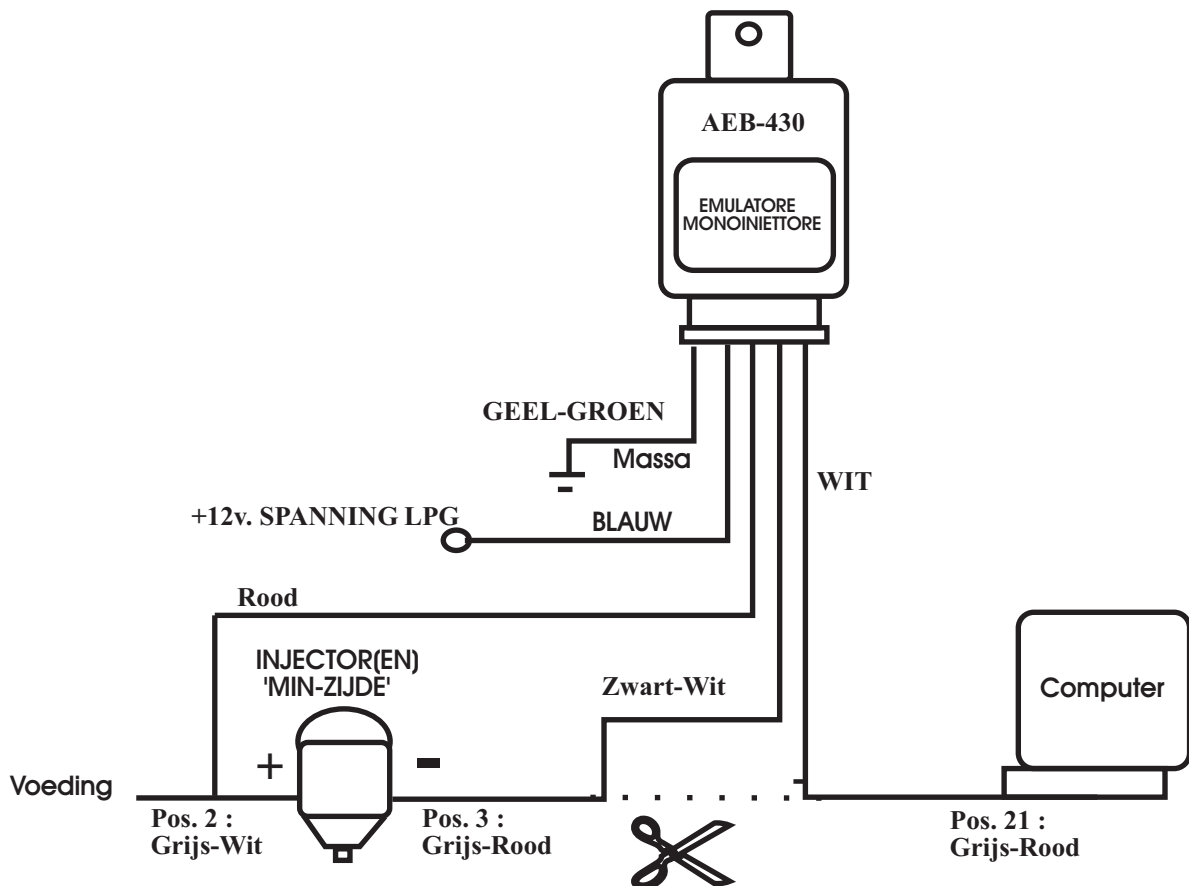 AEB-430
EMULATORE
MONOINIETTORE
GEEL-GROEN
Massa
WIT
+12v. SPANNING LPG
BLAUW
Rood
INJECTOR(EN)
'MIN-ZIJDE'
Zwart-Wit
Computer
+
-
Voeding
Pos. 2 :
Grijs-Wit
Pos. 3 :
Grijs-Rood
Pos. 21 :
Grijs-Rood